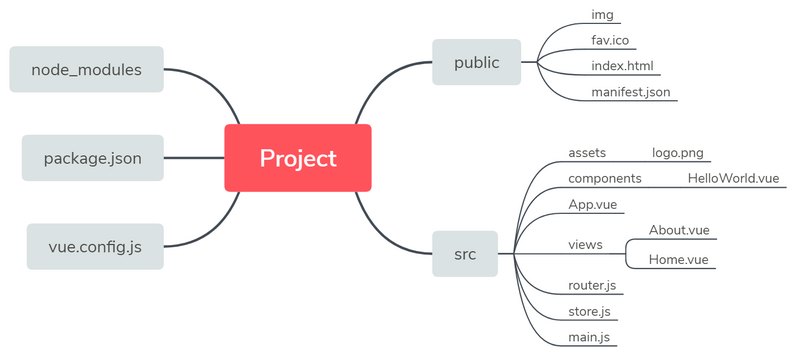 node_modules
package.json
vue.config.js
Project
public
img
fav.ico
index.html
manifest.json
src
assets
logo.png
components
HelloWorld.vue
App.vue
views
About.vue
Home.vue
router.js
store.js
main.js